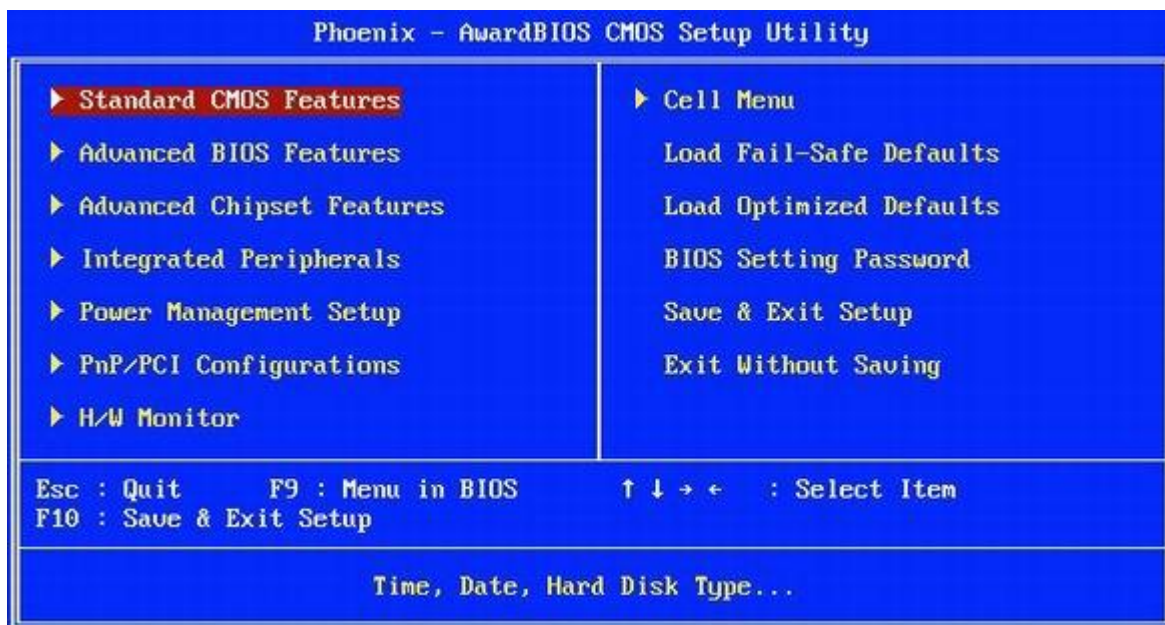 Phoenix - AwardBIOS CMOS Setup Utility
▶ Standard CMOS Features
▶ Advanced BIOS Features
▶ Advanced Chipset Features
▶ Integrated Peripherals
▶ Power Management Setup
▶ PnP/PCI Configurations
▶ H/W Monitor
▶ Cell Menu
Load Fail-Safe Defaults
Load Optimized Defaults
BIOS Setting Password
Save & Exit Setup
Exit Without Saving
Esc : Quit F9 : Menu in BIOS ↑ ↓ → ← : Select Item
F10 : Save & Exit Setup
Time, Date, Hard Disk Type...